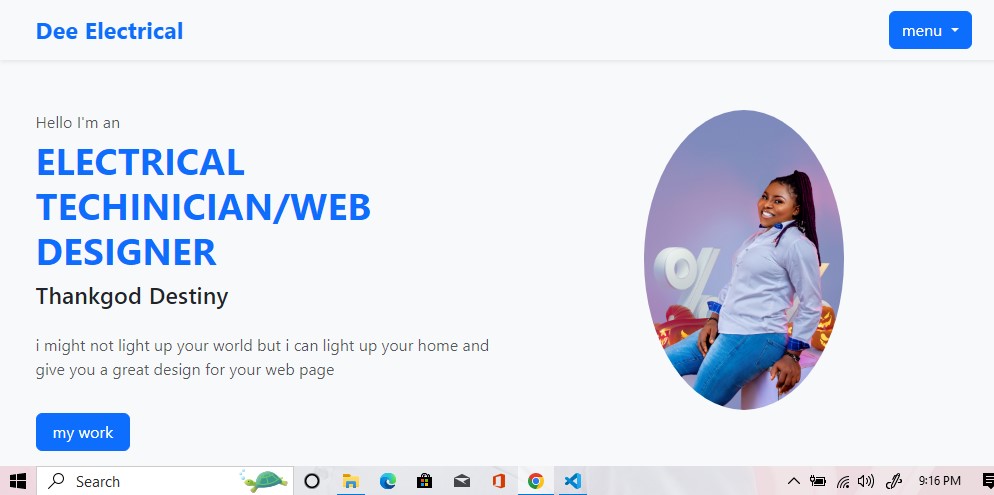 Dee Electrical
menu
Hello I'm an
ELECTRICAL
TECHINICIAN/WEB
DESIGNER
Thankgod Destiny
i might not light up your world but i can light up your home and
give you a great design for your web page
my work
%
Search
9:16 PM